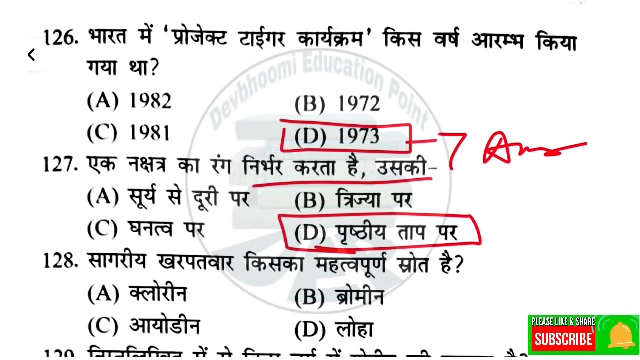 126. भारत में 'प्रोजेक्ट टाईगर कार्यक्रम' किस वर्ष आरम्भ किया
गया था?
(A) 1982 (B) 1972
(C) 1981 (D) 1973 Ans
127. एक नक्षत्र का रंग निर्भर करता है, उसकी-
(A) सूर्य से दूरी पर (B) त्रिज्या पर
(C) घनत्व पर (D) पृष्ठीय ताप पर
128. सागरीय खरपतवार किसका महत्वपूर्ण स्रोत है?
(A) क्लोरीन (B) ब्रोमीन
(C) आयोडीन (D) लोहा
Devbhoomi Education Point
PLEASE LIKE & SHARE
SUBSCRIBE